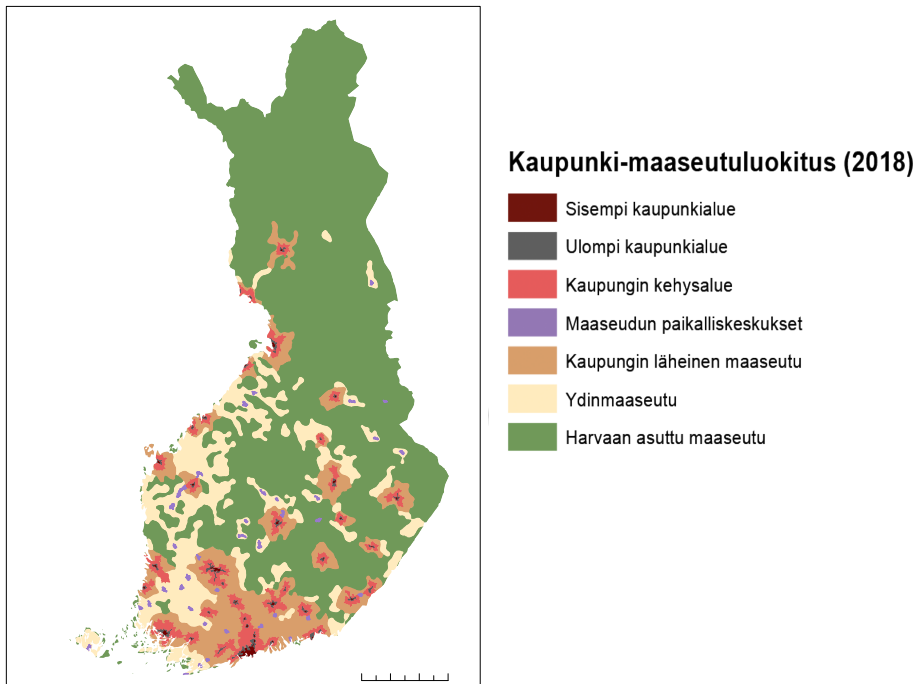 Kaupunki-maaseutuluokitus (2018)
Sisempi kaupunkialue
Ulompi kaupunkialue
Kaupungin kehysalue
Maaseudun paikalliskeskukset
Kaupungin läheinen maaseutu
Ydinmaaseutu
Harvaan asuttu maaseutu